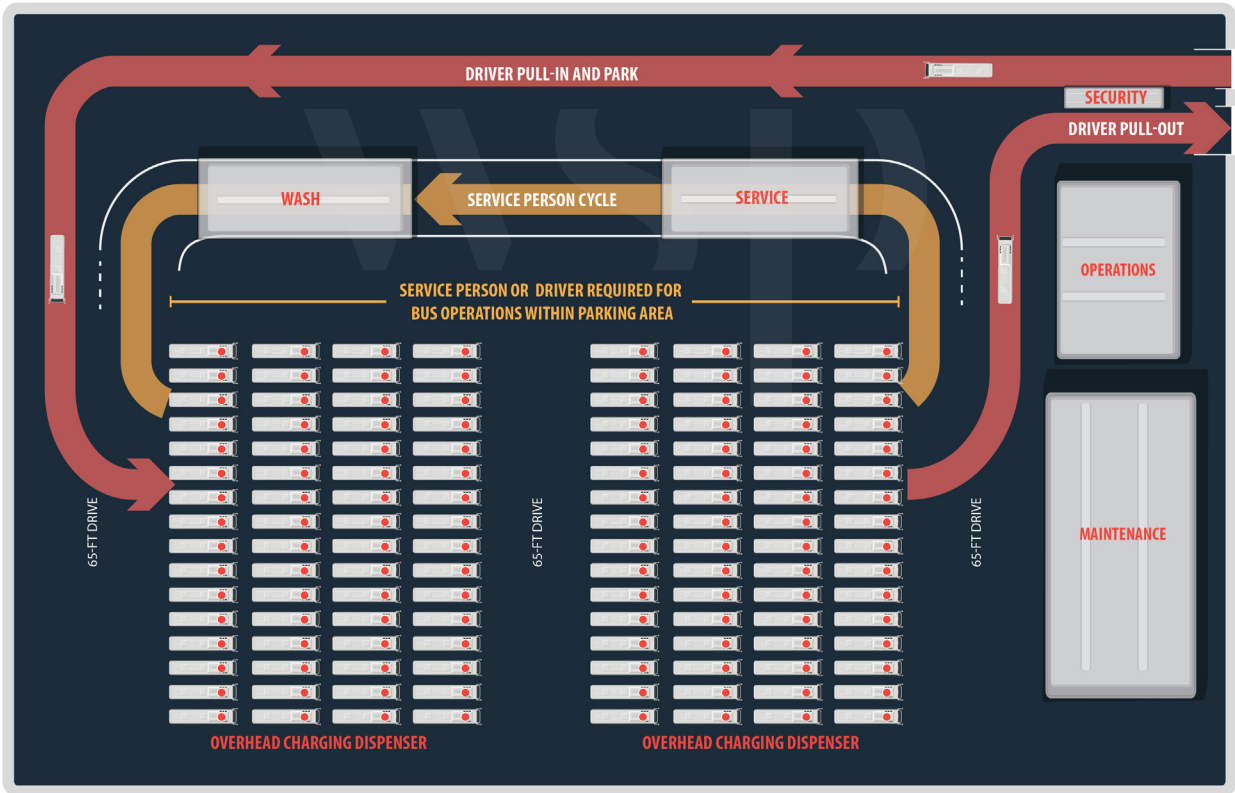 DRIVER PULL-IN AND PARK
SECURITY
DRIVER PULL-OUT
WASH
SERVICE PERSON CYCLE
SERVICE
OPERATIONS
SERVICE PERSON OR DRIVER REQUIRED FOR
BUS OPERATIONS WITHIN PARKING AREA
65-FT DRIVE
65-FT DRIVE
65-FT DRIVE
MAINTENANCE
OVERHEAD CHARGING DISPENSER
OVERHEAD CHARGING DISPENSER
WSP